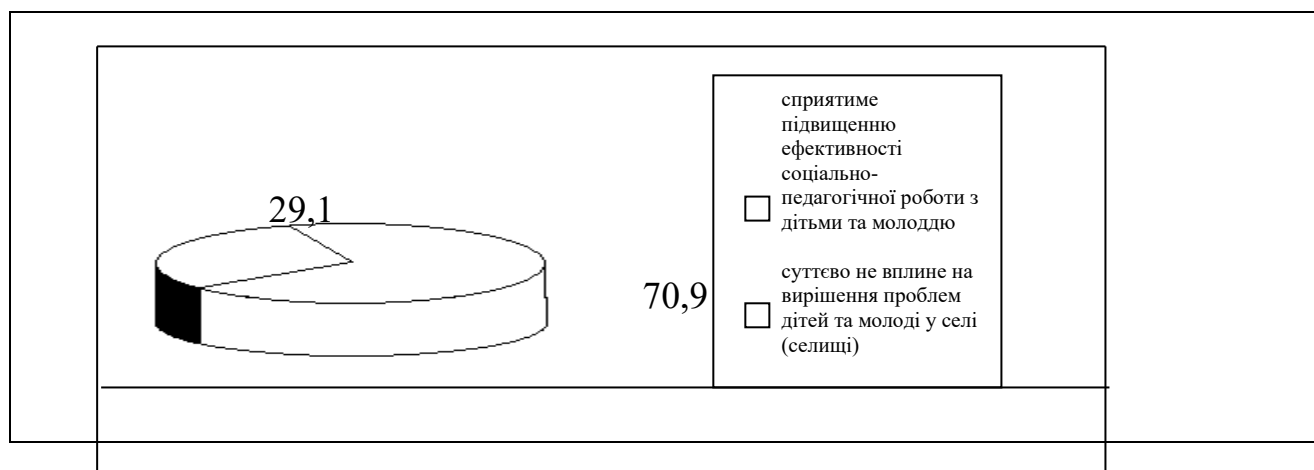 29,1
70,9
сприятиме
підвищенню
ефективності
соціально-
педагогічної роботи з
дітьми та молоддю
суттєво не вплине на
вирішення проблем
дітей та молоді у селі
(селищі)